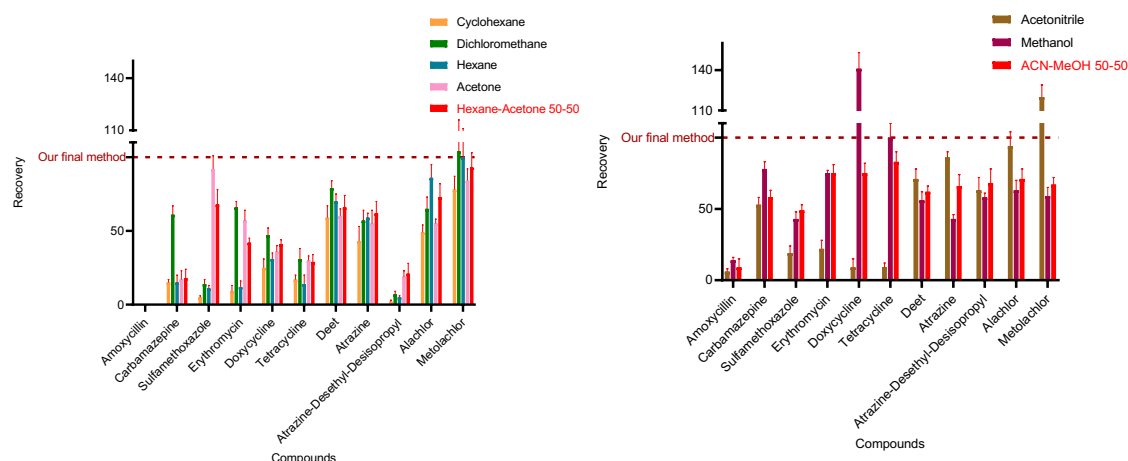 Cyclohexane
Dichloromethane
Hexane
Acetone
Hexane-Acetone 50-50
140
110
Our final method
50
0
Recovery
Amoxycillin
Carbamazepine
Sulfamethoxazole
Erythromycin
Doxycycline
Tetracycline
Deet
Atrazine
Atrazine-Desethyl-Desisopropyl
Alachlor
Metolachlor
Compounds
Acetonitrile
Methanol
ACN-MeOH 50-50
140
110
Our final method
50
0
Recovery
Amoxycillin
Carbamazepine
Sulfamethoxazole
Erythromycin
Doxycycline
Tetracycline
Deet
Atrazine
Atrazine-Desethyl-Desisopropyl
Alachlor
Metolachlor
Compounds